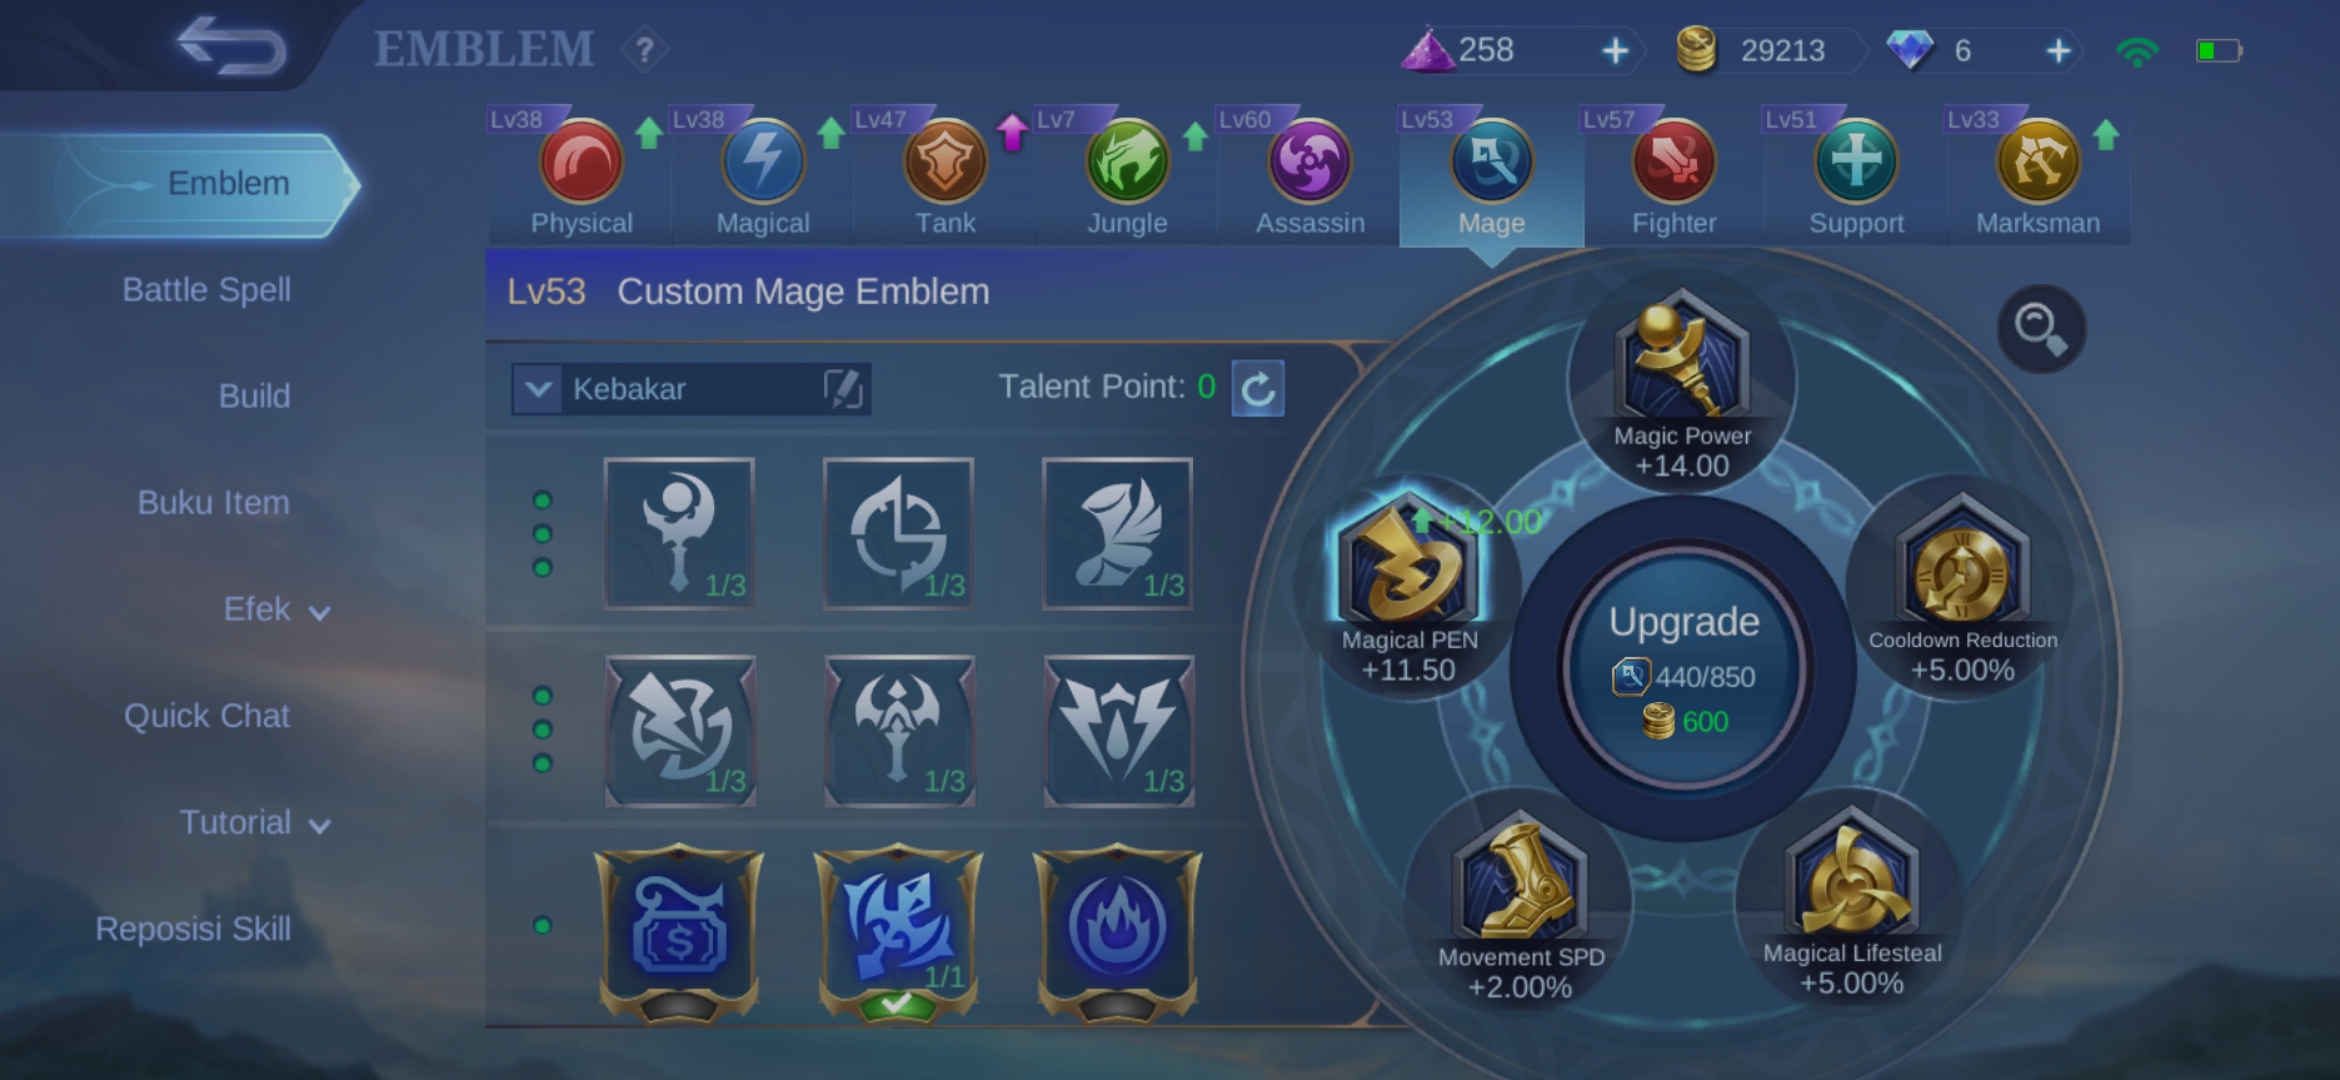 EMBLEM ? 258 + 29213 6 +
Lv38 Lv38 Lv47 Lv7 Lv60 Lv53 Lv57 Lv51 Lv33
Physical Magical Tank Jungle Assassin Mage Fighter Support Marksman
Emblem
Battle Spell
Build
Buku Item
Efek
Quick Chat
Tutorial
Reposisi Skill
Lv53 Custom Mage Emblem
Kebakar Talent Point: 0
1/3 1/3 1/3
1/3 1/3 1/3
$ 1/1
Magic Power
+14.00
+12.00
Magical PEN
+11.50
Cooldown Reduction
+5.00%
Upgrade
440/850
600
Movement SPD
+2.00%
Magical Lifesteal
+5.00%